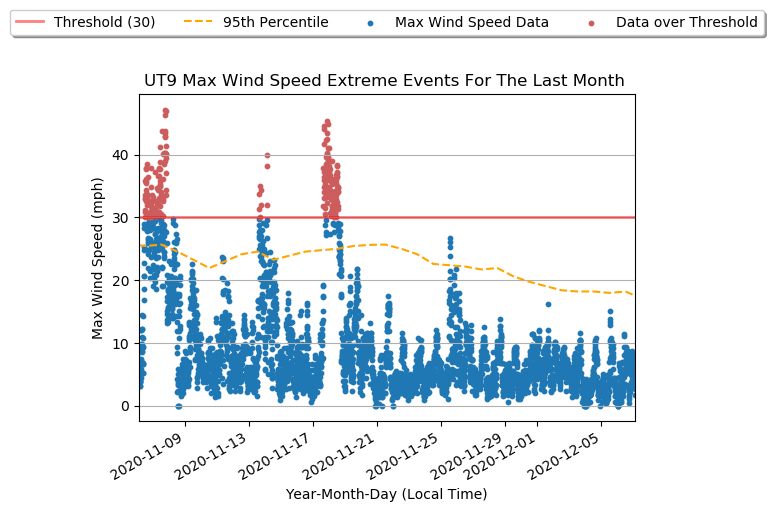 Threshold (30) 95th Percentile Max Wind Speed Data Data over Threshold
UT9 Max Wind Speed Extreme Events For The Last Month
Max Wind Speed (mph)
40
30
20
10
0
2020-11-09 2020-11-13 2020-11-17 2020-11-21 2020-11-25 2020-11-29 2020-12-01 2020-12-05
Year-Month-Day (Local Time)